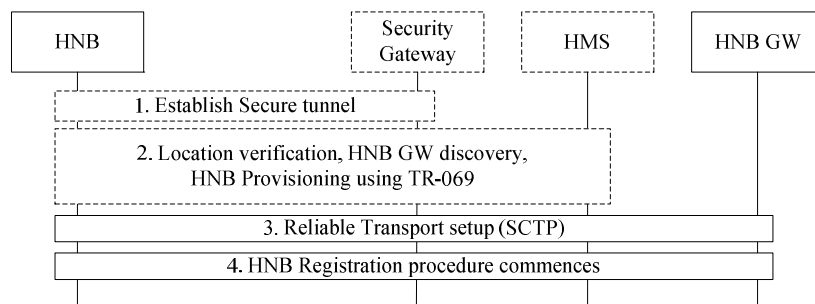 HNB
Security
Gateway
HMS
HNB GW
1. Establish Secure tunnel
2. Location verification, HNB GW discovery,
HNB Provisioning using TR-069
3. Reliable Transport setup (SCTP)
4. HNB Registration procedure commences